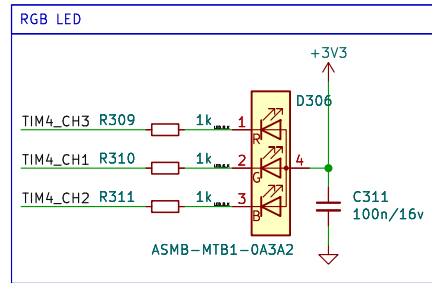 RGB LED
+3V3
D306
TIM4_CH3 R309 1k 1
R
TIM4_CH1 R310 1k 2 4
G
TIM4_CH2 R311 1k 3
B
C311
100n/16v
ASMB-MTB1-0A3A2